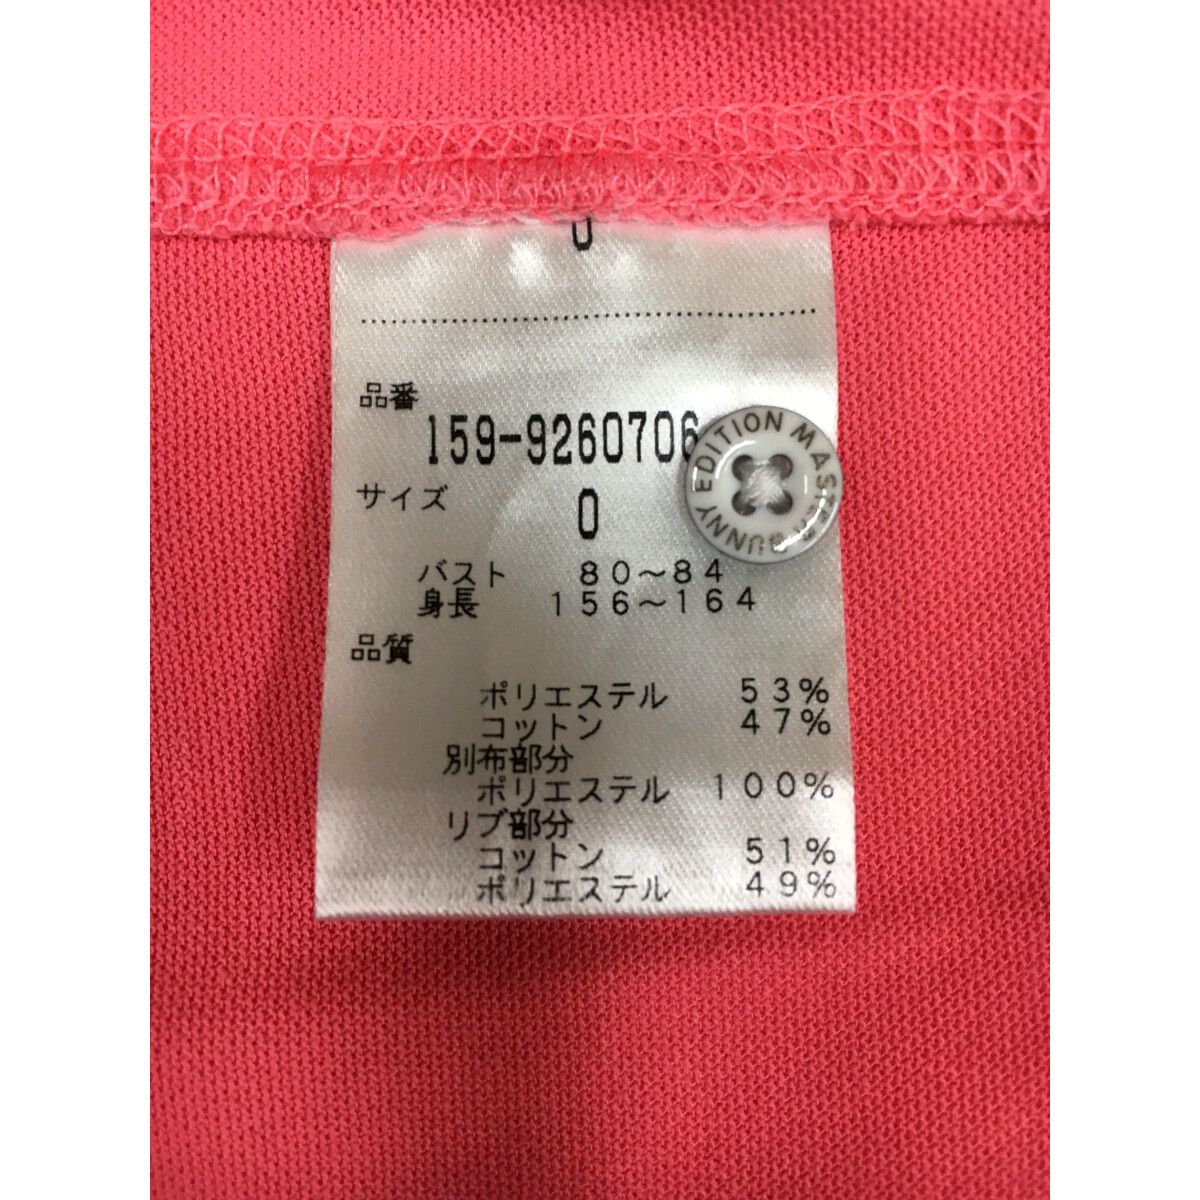 0
品番
159-9260706
サイズ
0
バスト 80～84
身長 156～164
品質
ポリエステル 53%
コットン 47%
別布部分
ポリエステル 100%
リブ部分
コットン 51%
ポリエステル 49%
EDITION MASTER BUNNY